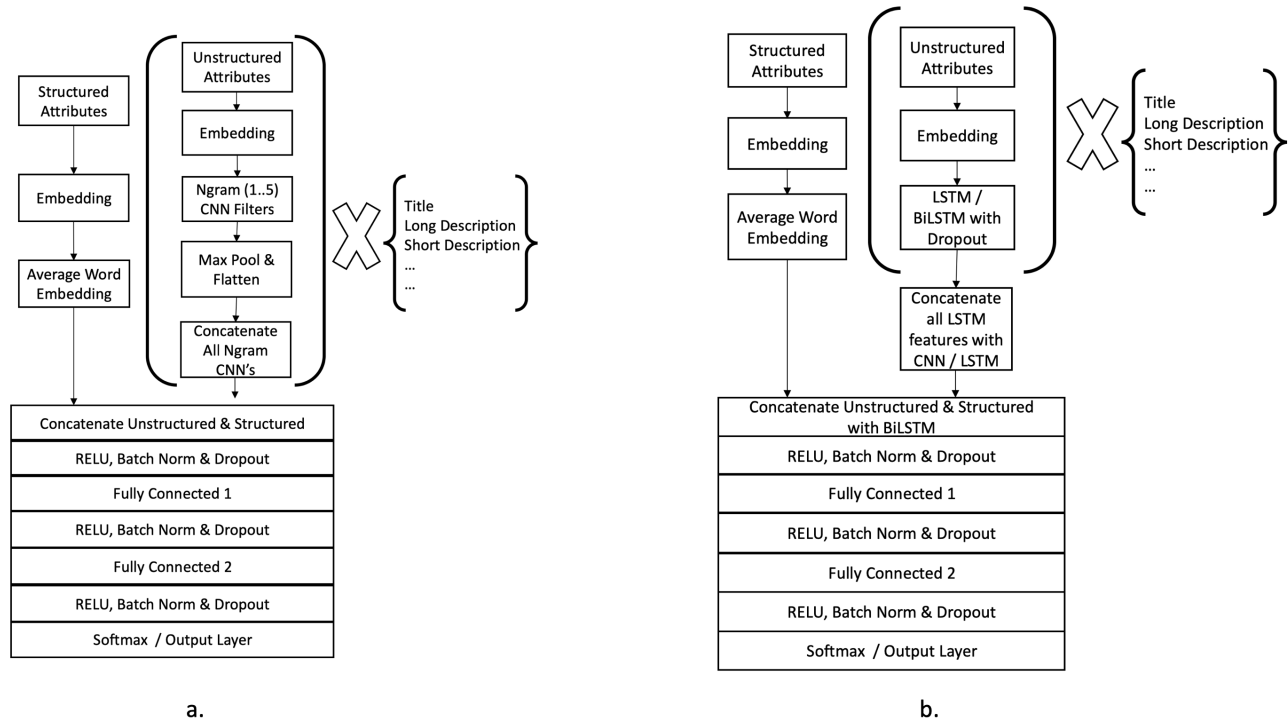 Structured
Attributes
Embedding
Average Word
Embedding
Unstructured
Attributes
Embedding
Ngram (1..5)
CNN Filters
Max Pool &
Flatten
Concatenate
All Ngram
CNN's
Title
Long Description
Short Description
...
...
Concatenate Unstructured & Structured
RELU, Batch Norm & Dropout
Fully Connected 1
RELU, Batch Norm & Dropout
Fully Connected 2
RELU, Batch Norm & Dropout
Softmax / Output Layer
a.
Structured
Attributes
Embedding
Average Word
Embedding
Unstructured
Attributes
Embedding
LSTM /
BiLSTM with
Dropout
Concatenate
all LSTM
features with
CNN / LSTM
Title
Long Description
Short Description
...
...
Concatenate Unstructured & Structured
with BiLSTM
RELU, Batch Norm & Dropout
Fully Connected 1
RELU, Batch Norm & Dropout
Fully Connected 2
RELU, Batch Norm & Dropout
Softmax / Output Layer
b.